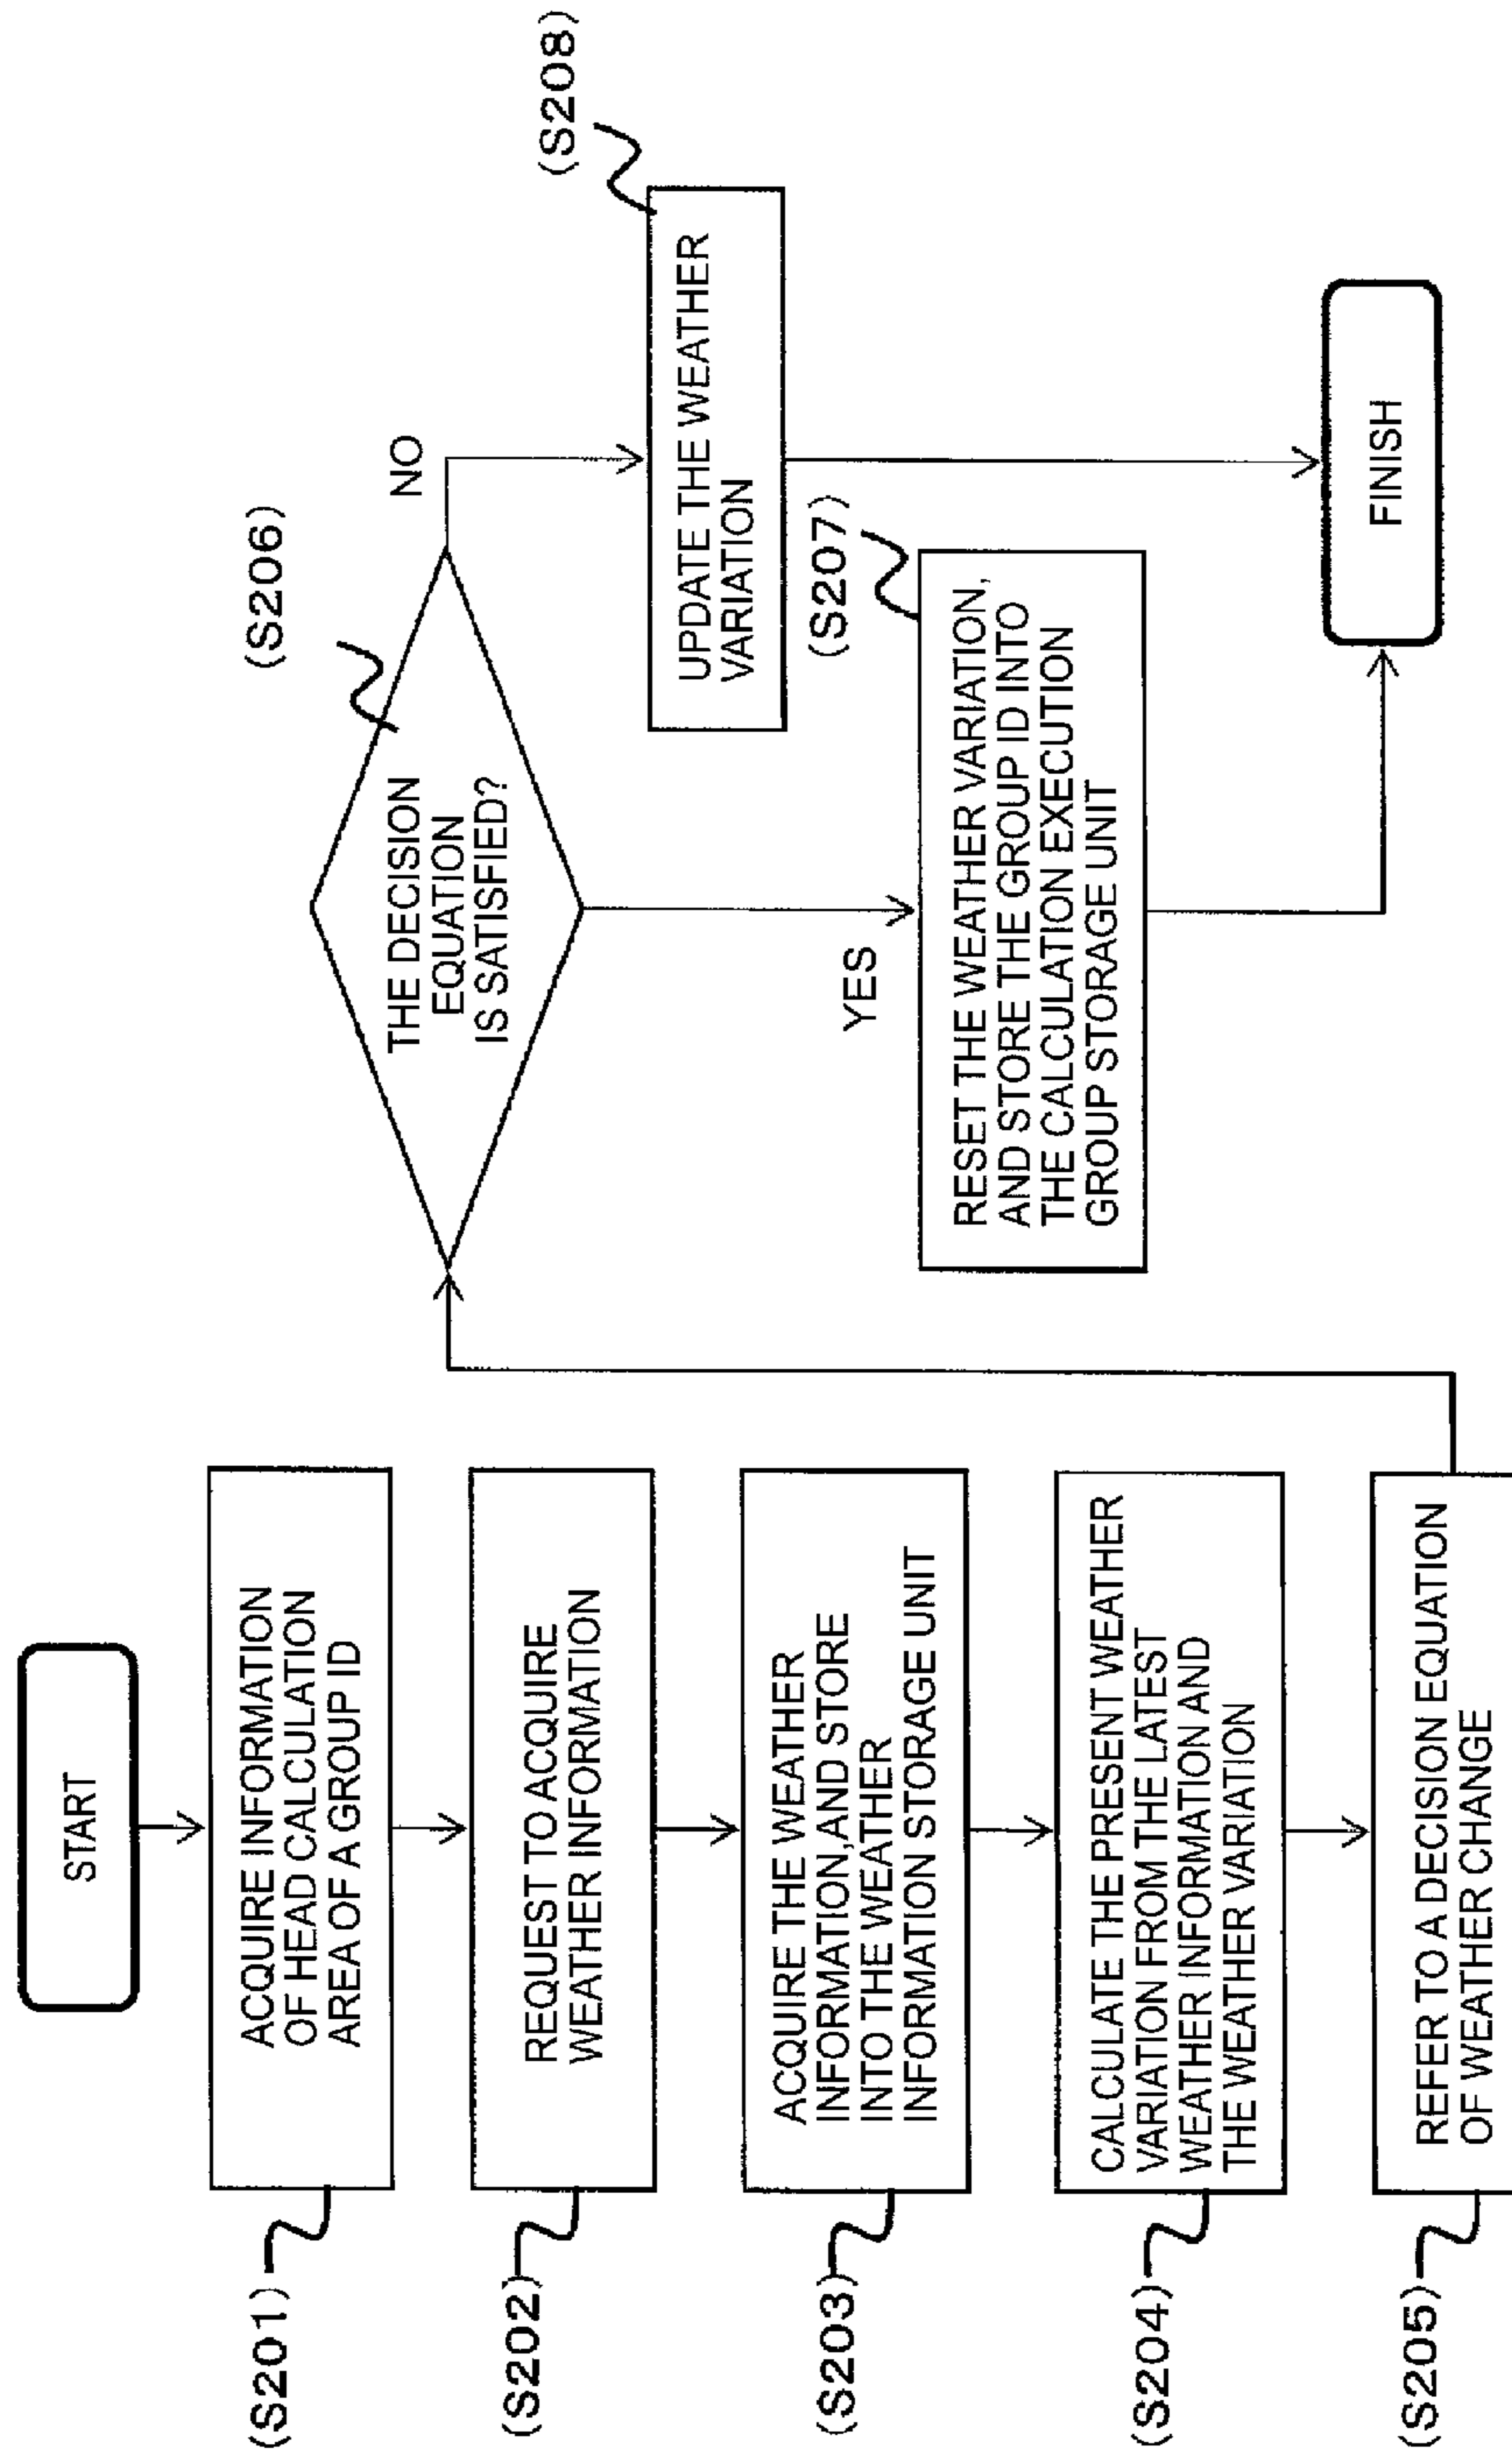 START
(S201)
ACQUIRE INFORMATION
OF HEAD CALCULATION
AREA OF A GROUP ID
(S202)
REQUEST TO ACQUIRE
WEATHER INFORMATION
(S203)
ACQUIRE THE WEATHER
INFORMATION,AND STORE
INTO THE WEATHER
INFORMATION STORAGE UNIT
(S204)
CALCULATE THE PRESENT WEATHER
VARIATION FROM THE LATEST
WEATHER INFORMATION AND
THE WEATHER VARIATION
(S205)
REFER TO A DECISION EQUATION
OF WEATHER CHANGE
(S206)
THE DECISION
EQUATION
IS SATISFIED?
NO
YES
(S208)
UPDATE THE WEATHER
VARIATION
(S207)
RESET THE WEATHER VARIATION,
AND STORE THE GROUP ID INTO
THE CALCULATION EXECUTION
GROUP STORAGE UNIT
FINISH